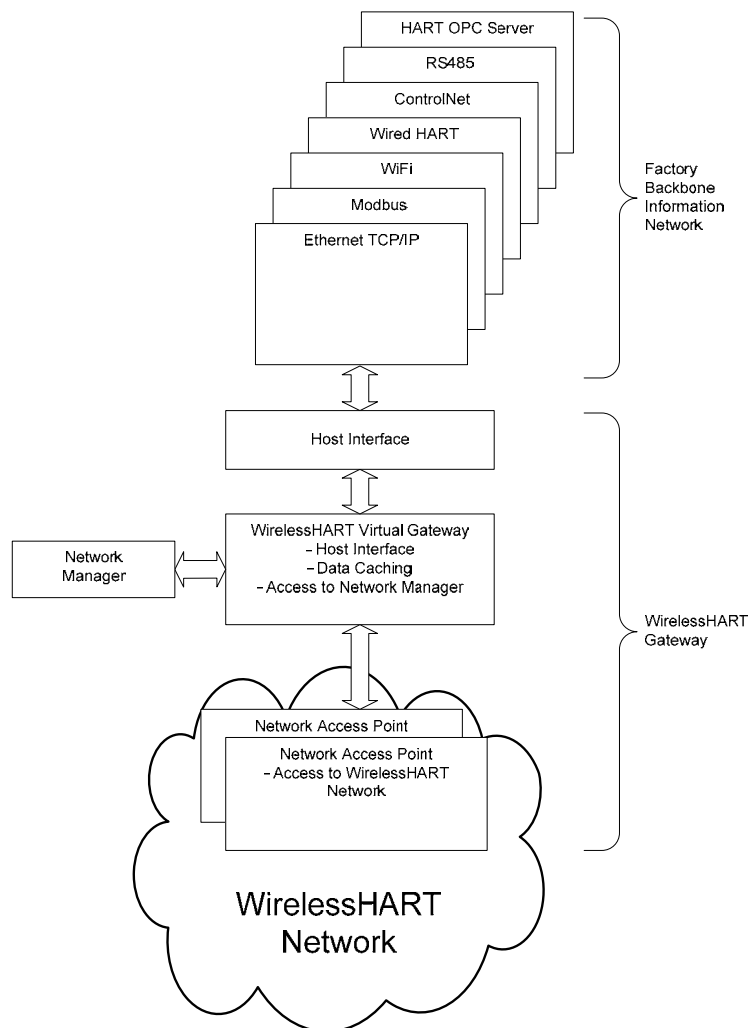 HART OPC Server
RS485
ControlNet
Wired HART
WiFi
Modbus
Ethernet TCP/IP
Factory
Backbone
Information
Network
Host Interface
WirelessHART Virtual Gateway
– Host Interface
– Data Caching
– Access to Network Manager
Network
Manager
WirelessHART
Gateway
Network Access Point
Network Access Point
– Access to WirelessHART
Network
WirelessHART
Network